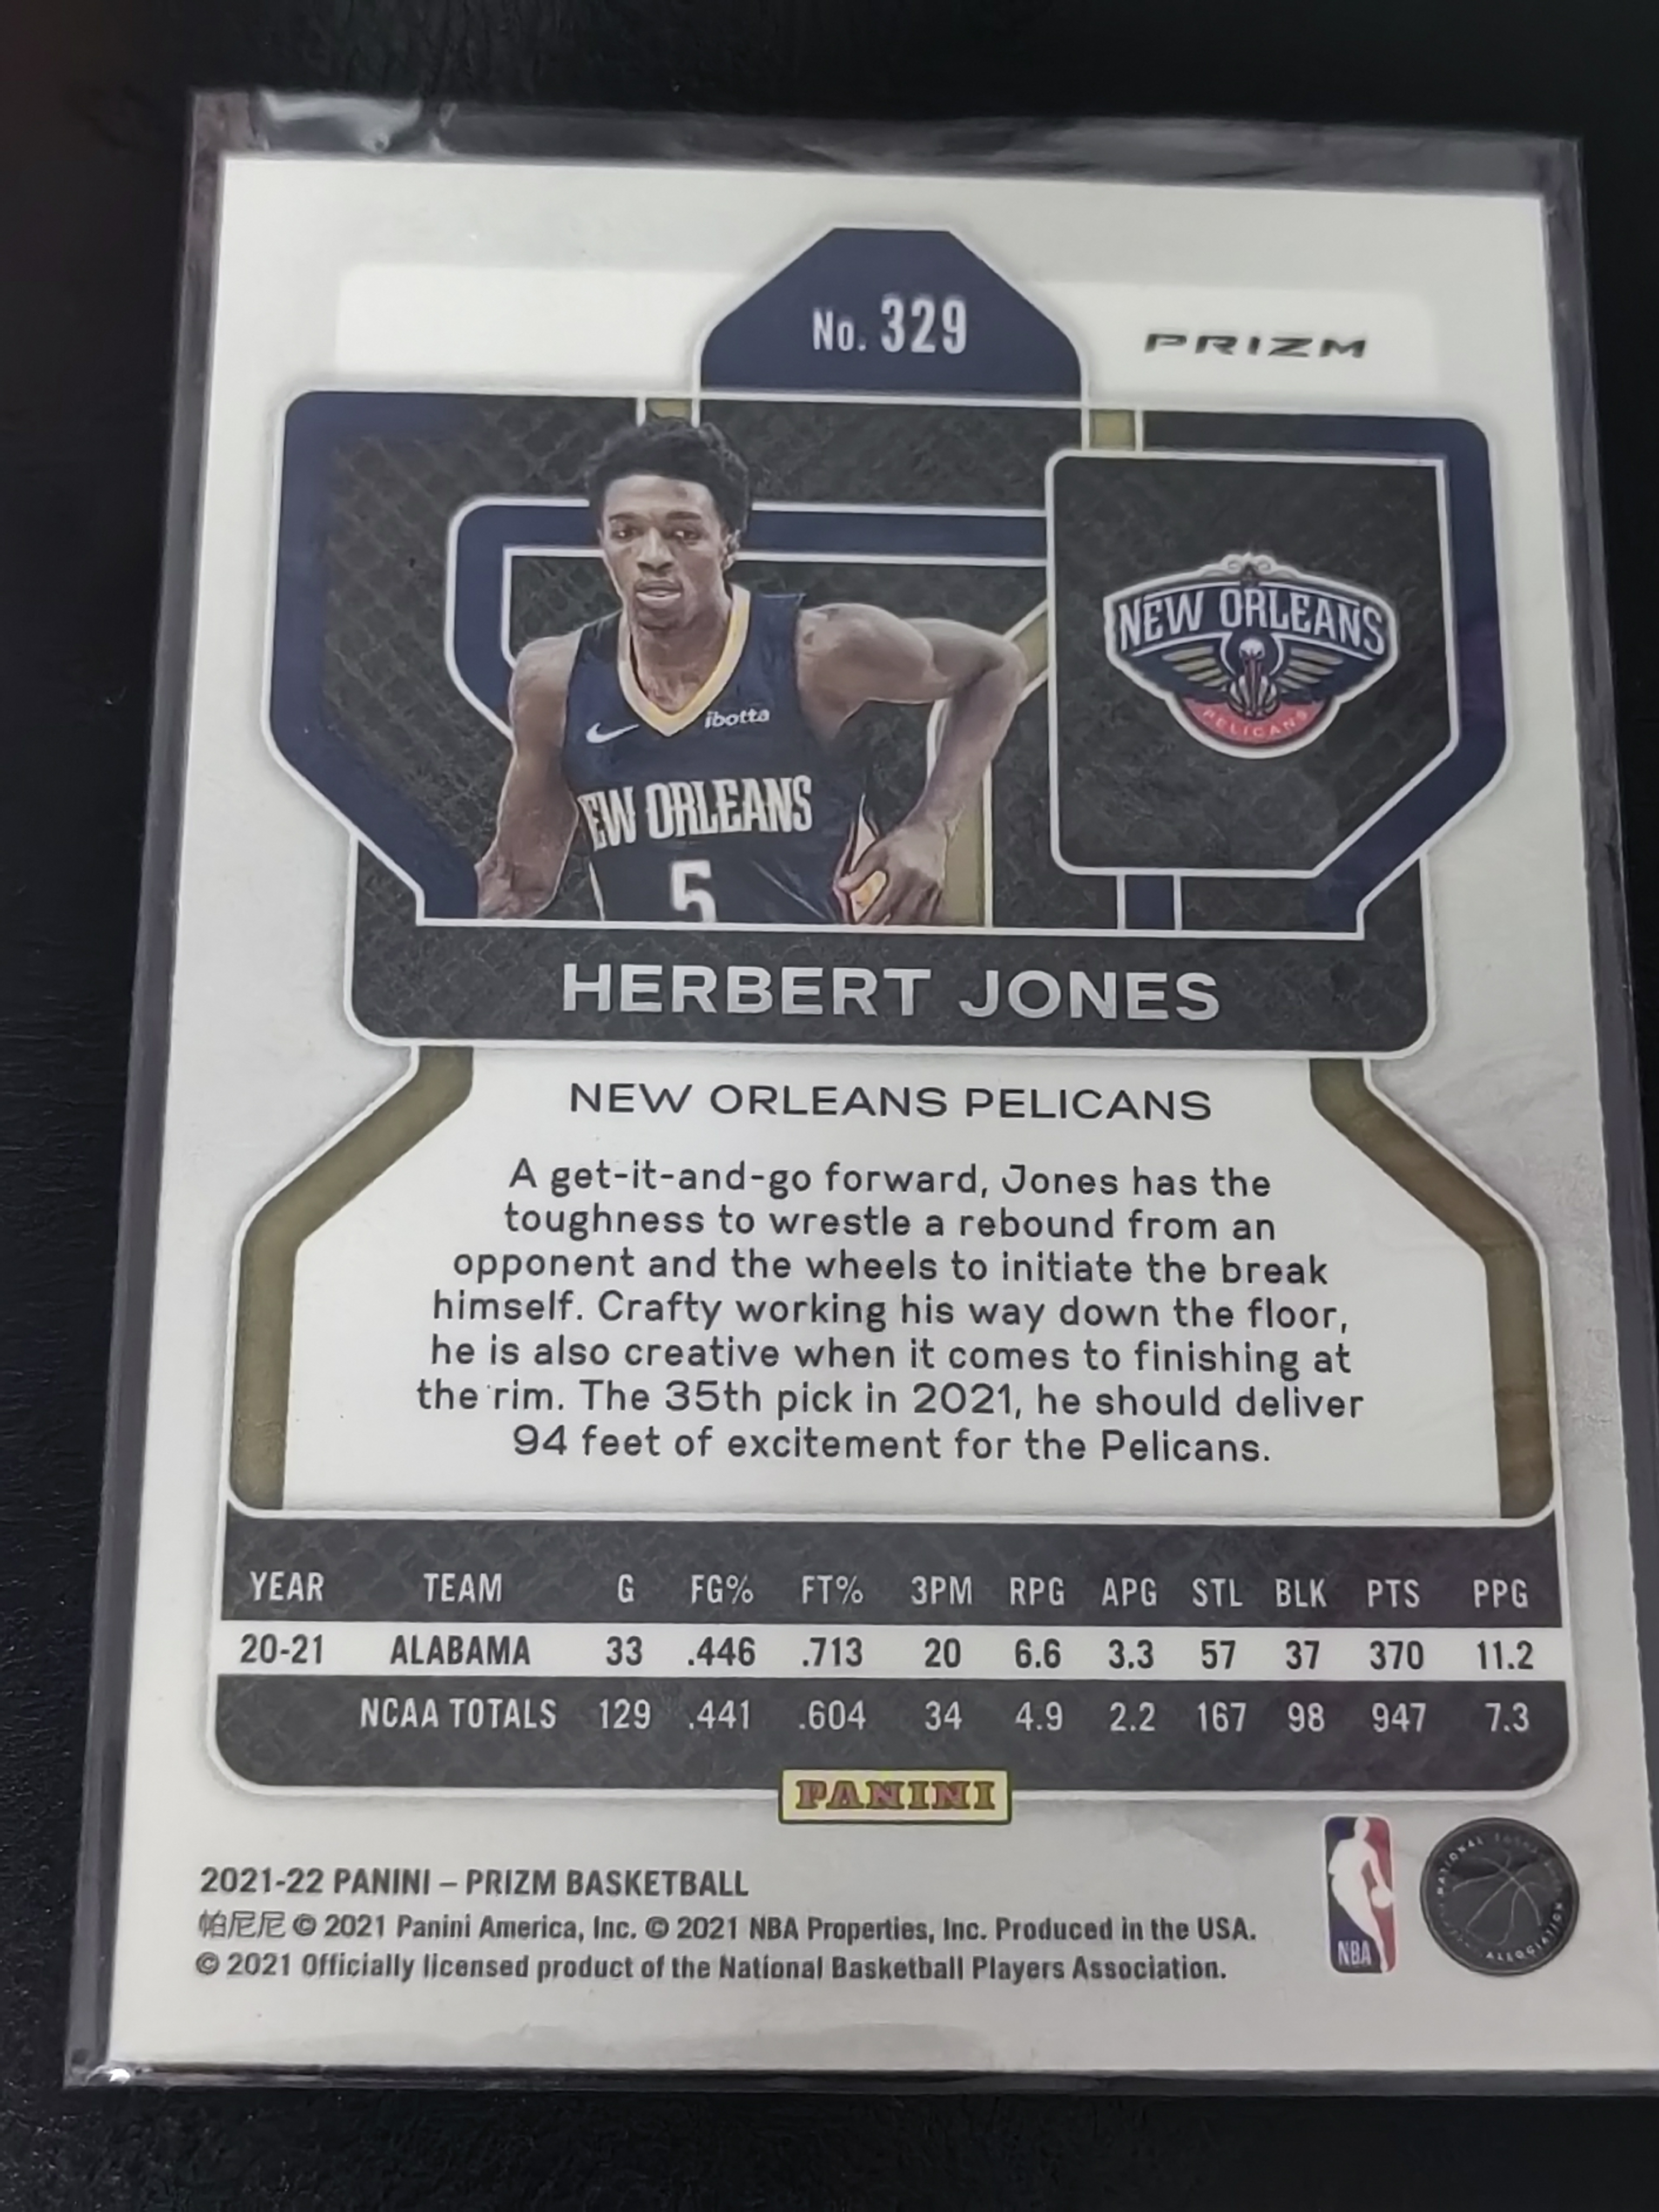 No. 329
PRIZM
NEW ORLEANS
PELICANS
ibotta
EW ORLEANS
5
HERBERT JONES
NEW ORLEANS PELICANS
A get-it-and-go forward, Jones has the
toughness to wrestle a rebound from an
opponent and the wheels to initiate the break
himself. Crafty working his way down the floor,
he is also creative when it comes to finishing at
the rim. The 35th pick in 2021, he should deliver
94 feet of excitement for the Pelicans.
YEAR TEAM G FG% FT% 3PM RPG APG STL BLK PTS PPG
20-21 ALABAMA 33 .446 .713 20 6.6 3.3 57 37 370 11.2
NCAA TOTALS 129 .441 .604 34 4.9 2.2 167 98 947 7.3
PANINI
2021-22 PANINI – PRIZM BASKETBALL
帕尼尼 © 2021 Panini America, Inc. © 2021 NBA Properties, Inc. Produced in the USA.
© 2021 Officially licensed product of the National Basketball Players Association.
NBA
NATIONAL
ASSOCIATION